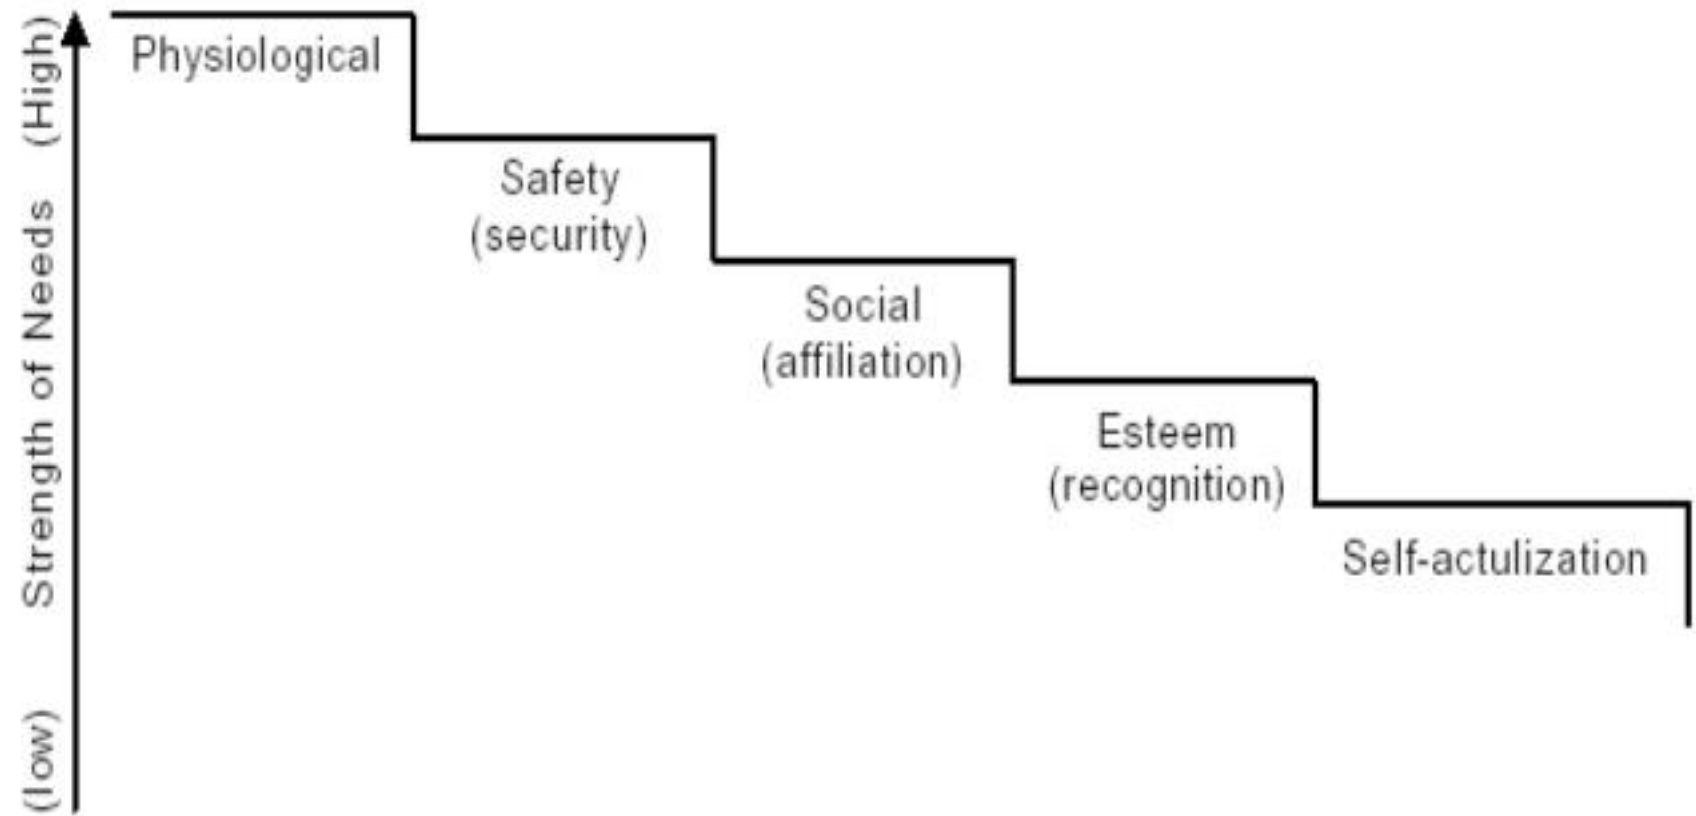 Physiological
Safety
(security)
Social
(affiliation)
Esteem
(recognition)
Self-actulization
(low) Strength of Needs (High)